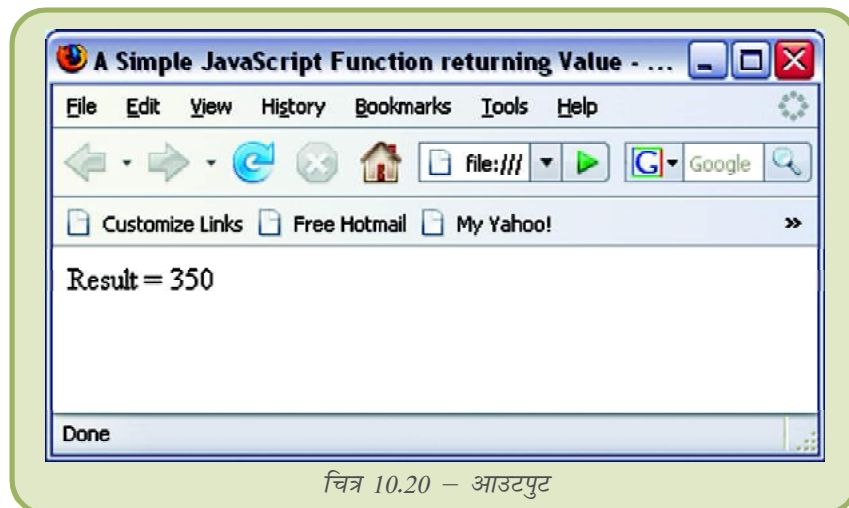 A Simple JavaScript Function returning Value - ...
File Edit View History Bookmarks Tools Help
file:/// G Google
Customize Links Free Hotmail My Yahoo! »
Result = 350
Done
चित्र 10.20 – आउटपुट